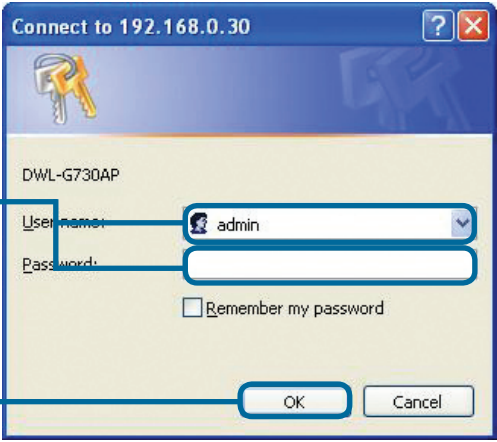 Connect to 192.168.0.30
?
DWL-G730AP
User name:
admin
Password:
Remember my password
OK
Cancel